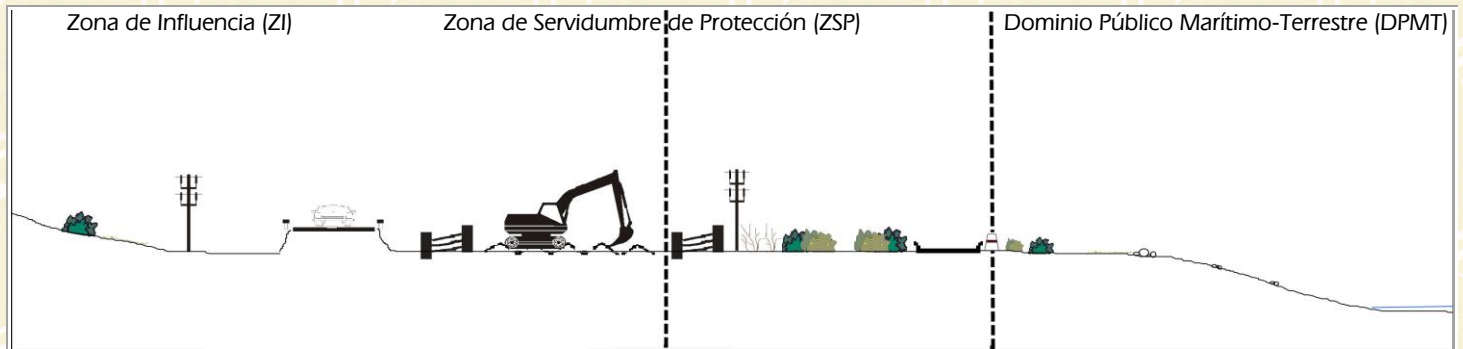 Zona de Influencia (ZI)
Zona de Servidumbre de Protección (ZSP)
Dominio Público Marítimo-Terrestre (DPMT)